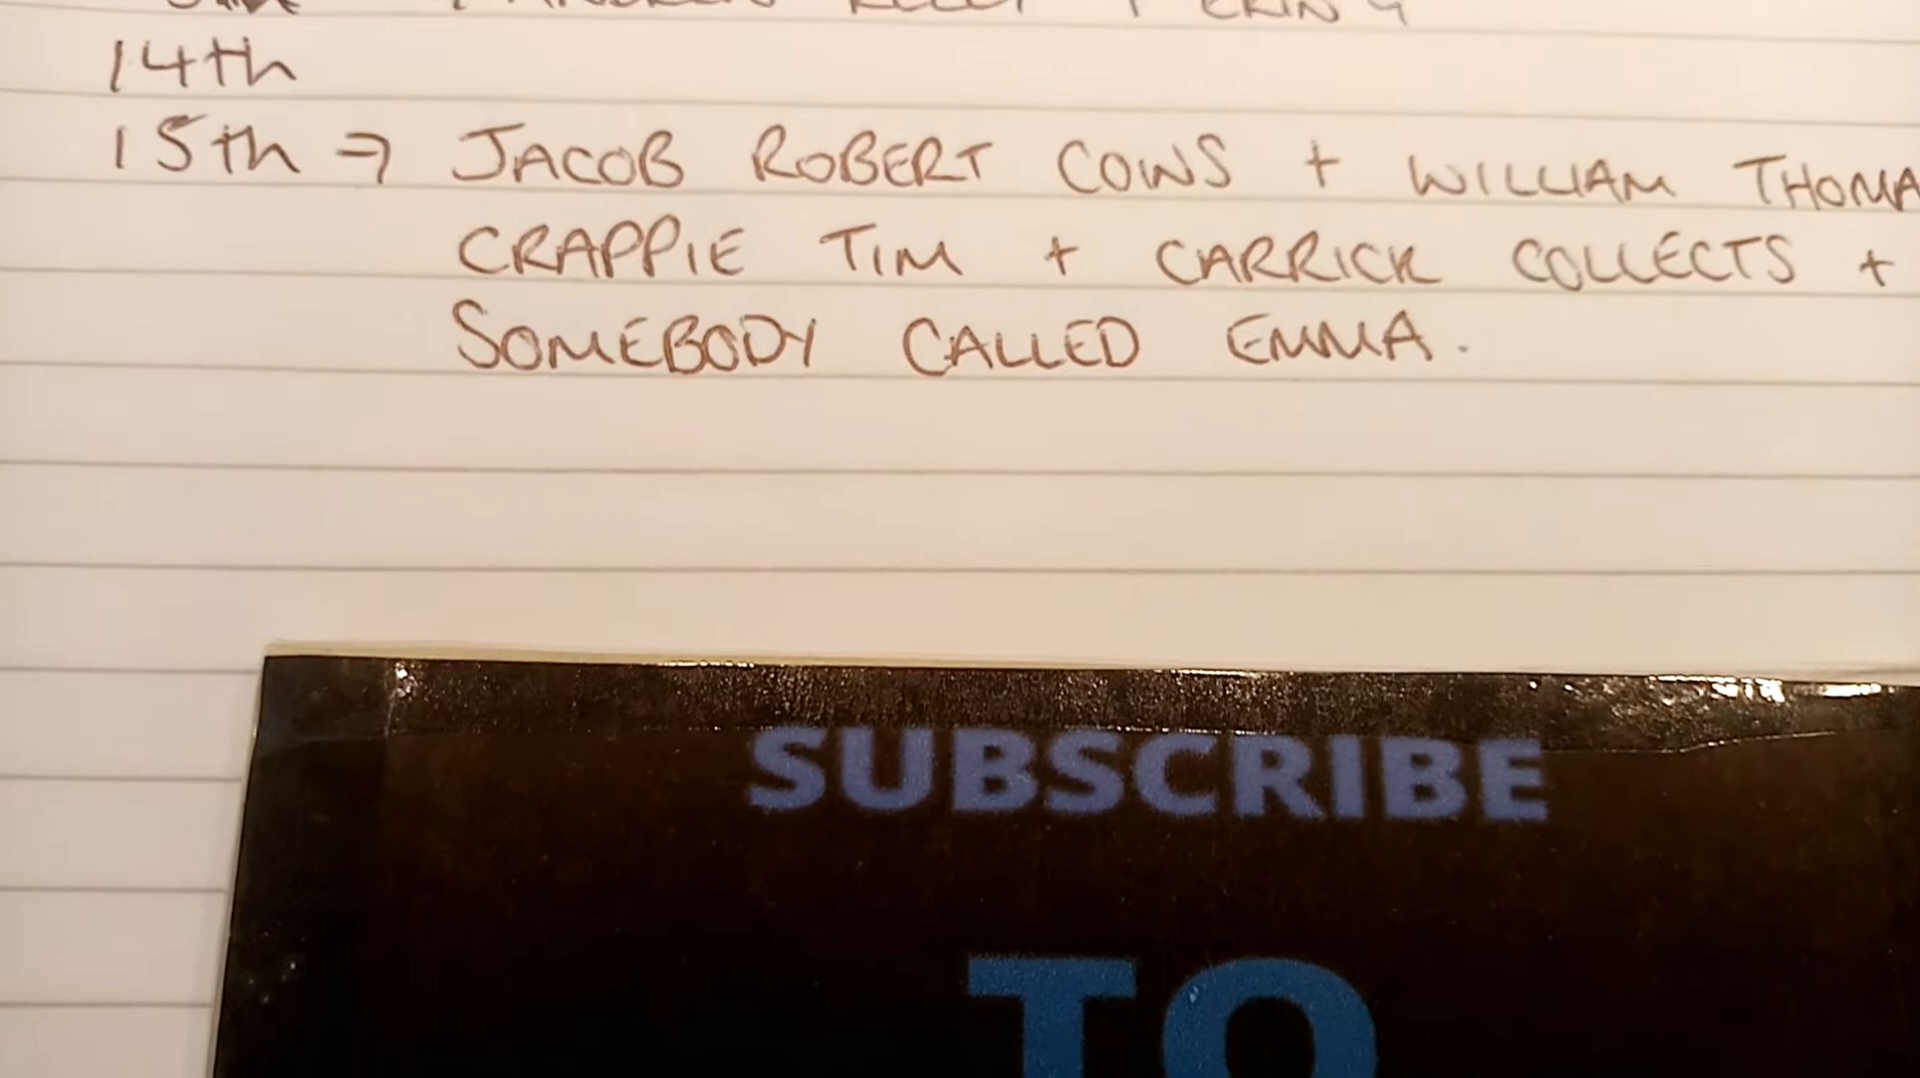 14th
15th ⇒ JACOB ROBERT COWS + WILLIAM THOMA
CRAPPIE TIM + CARRICK COLLECTS +
SOMEBODY CALLED EMMA.
SUBSCRIBE
TO